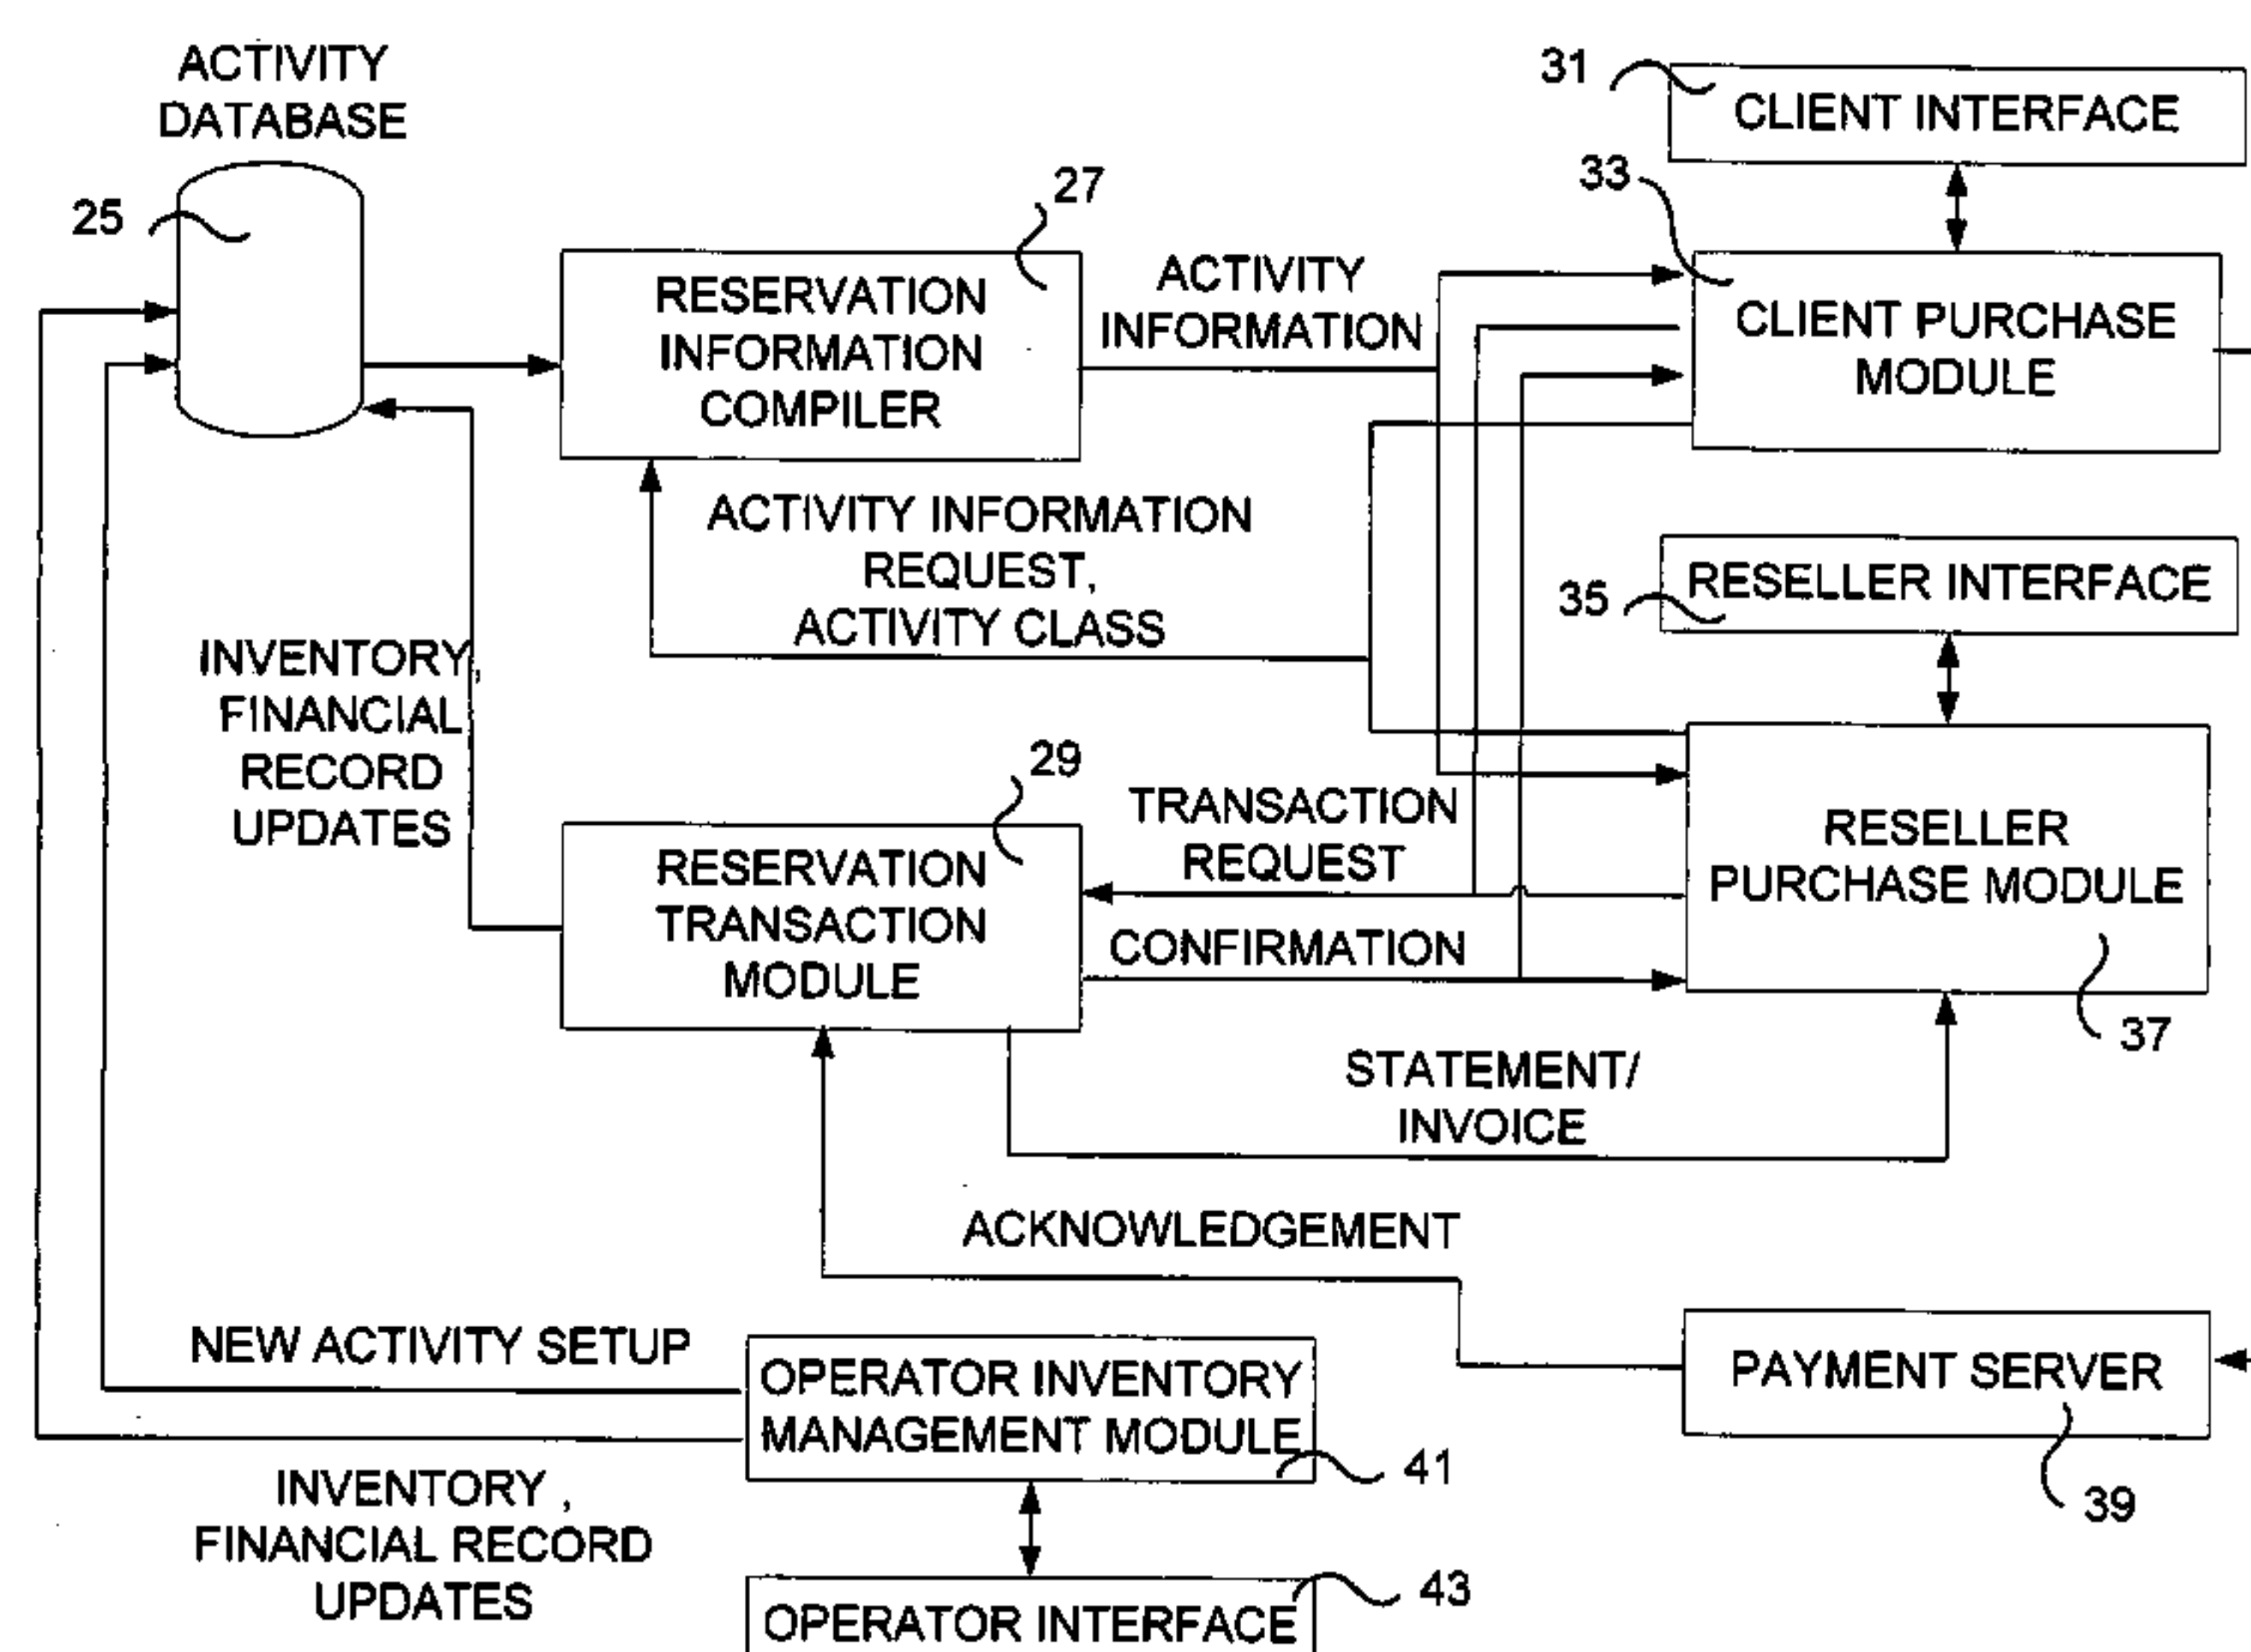 ACTIVITY
DATABASE
25
27
RESERVATION
INFORMATION
COMPILER
ACTIVITY
INFORMATION
31
CLIENT INTERFACE
33
CLIENT PURCHASE
MODULE
ACTIVITY INFORMATION
REQUEST,
ACTIVITY CLASS
35
RESELLER INTERFACE
INVENTORY,
FINANCIAL
RECORD
UPDATES
29
RESERVATION
TRANSACTION
MODULE
TRANSACTION
REQUEST
CONFIRMATION
RESELLER
PURCHASE MODULE
37
STATEMENT/
INVOICE
ACKNOWLEDGEMENT
NEW ACTIVITY SETUP
OPERATOR INVENTORY
MANAGEMENT MODULE
41
PAYMENT SERVER
39
INVENTORY ,
FINANCIAL RECORD
UPDATES
43
OPERATOR INTERFACE